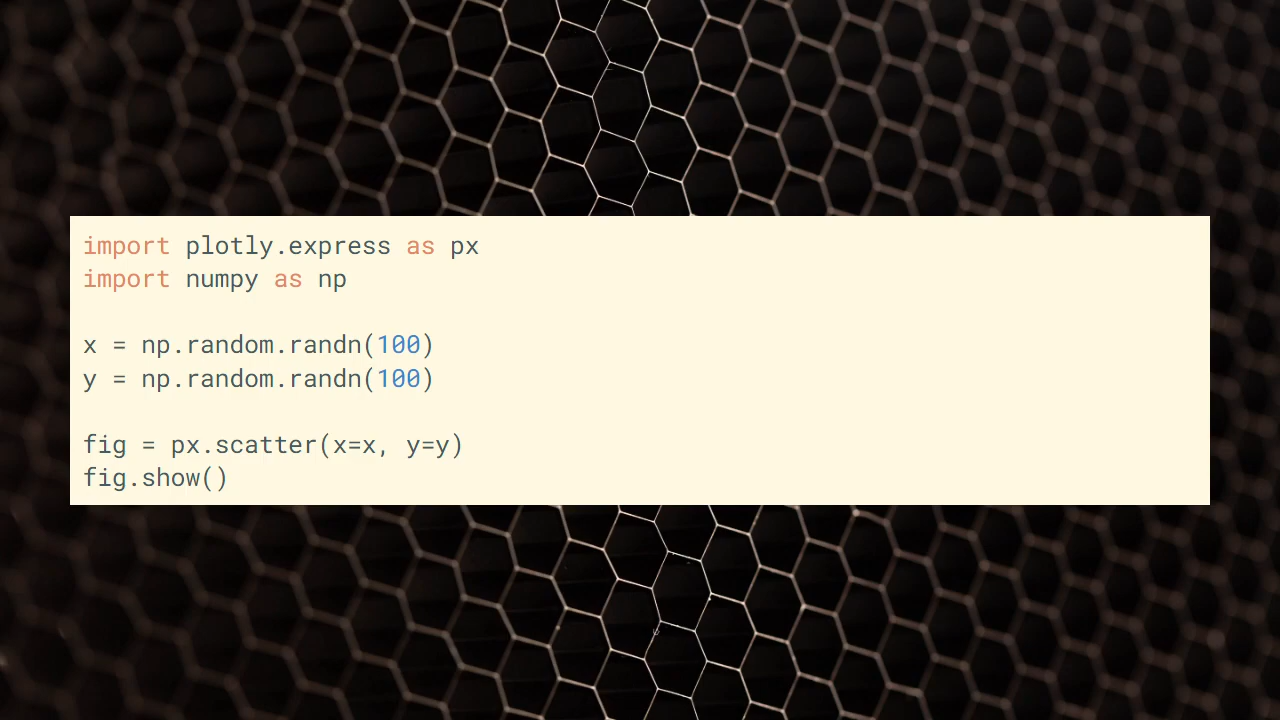 import plotly.express as px
import numpy as np
x = np.random.randn(100)
y = np.random.randn(100)
fig = px.scatter(x=x, y=y)
fig.show()